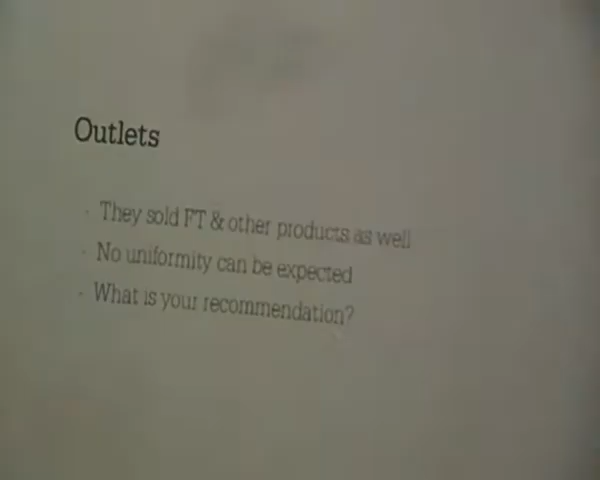 Outlets
· They sold FT & other products as well
· No uniformity can be expected
· What is your recommendation?